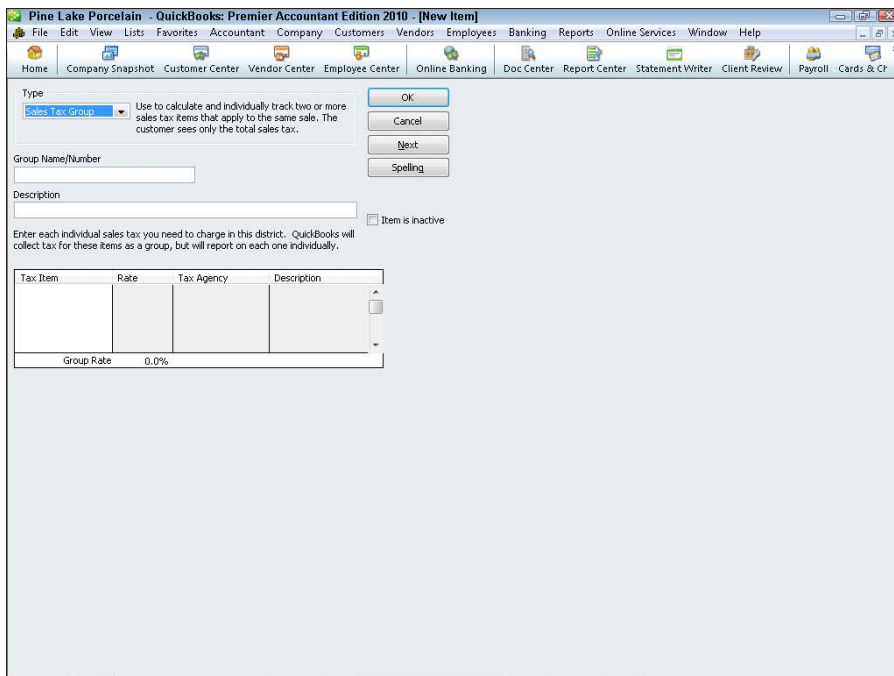 Pine Lake Porcelain - QuickBooks: Premier Accountant Edition 2010 - [New Item]
File Edit View Lists Favorites Accountant Company Customers Vendors Employees Banking Reports Online Services Window Help
Home Company Snapshot Customer Center Vendor Center Employee Center Online Banking Doc Center Report Center Statement Writer Client Review Payroll Cards & Ch
Type
Sales Tax Group
Use to calculate and individually track two or more
sales tax items that apply to the same sale. The
customer sees only the total sales tax.
OK
Cancel
Next
Spelling
Group Name/Number
Description
Item is inactive
Enter each individual sales tax you need to charge in this district. QuickBooks will
collect tax for these items as a group, but will report on each one individually.
Tax Item Rate Tax Agency Description
Group Rate 0.0%